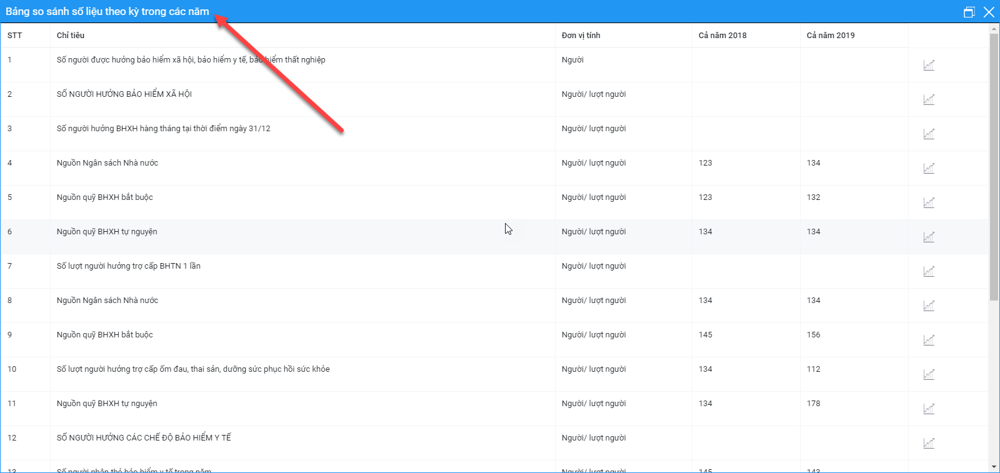 Bảng so sánh số liệu theo kỳ trong các năm
STT Chỉ tiêu Đơn vị tính Cả năm 2018 Cả năm 2019
1 Số người được hưởng bảo hiểm xã hội, bảo hiểm y tế, bảo hiểm thất nghiệp Người
2 SỐ NGƯỜI HƯỞNG BẢO HIỂM XÃ HỘI Người/ lượt người
3 Số người hưởng BHXH hàng tháng tại thời điểm ngày 31/12 Người/ lượt người
4 Nguồn Ngân sách Nhà nước Người/ lượt người 123 134
5 Nguồn quỹ BHXH bắt buộc Người/ lượt người 123 132
6 Nguồn quỹ BHXH tự nguyện Người/ lượt người 134 134
7 Số lượt người hưởng trợ cấp BHTN 1 lần Người/ lượt người
8 Nguồn Ngân sách Nhà nước Người/ lượt người 134 134
9 Nguồn quỹ BHXH bắt buộc Người/ lượt người 145 156
10 Số lượt người hưởng trợ cấp ốm đau, thai sản, dưỡng sức phục hồi sức khỏe Người/ lượt người 134 112
11 Nguồn quỹ BHXH tự nguyện Người/ lượt người 134 178
12 SỐ NGƯỜI HƯỞNG CÁC CHẾ ĐỘ BẢO HIỂM Y TẾ Người/ lượt người
13 Số người nhận thẻ bảo hiểm y tế trong năm Người/ lượt người 145 143